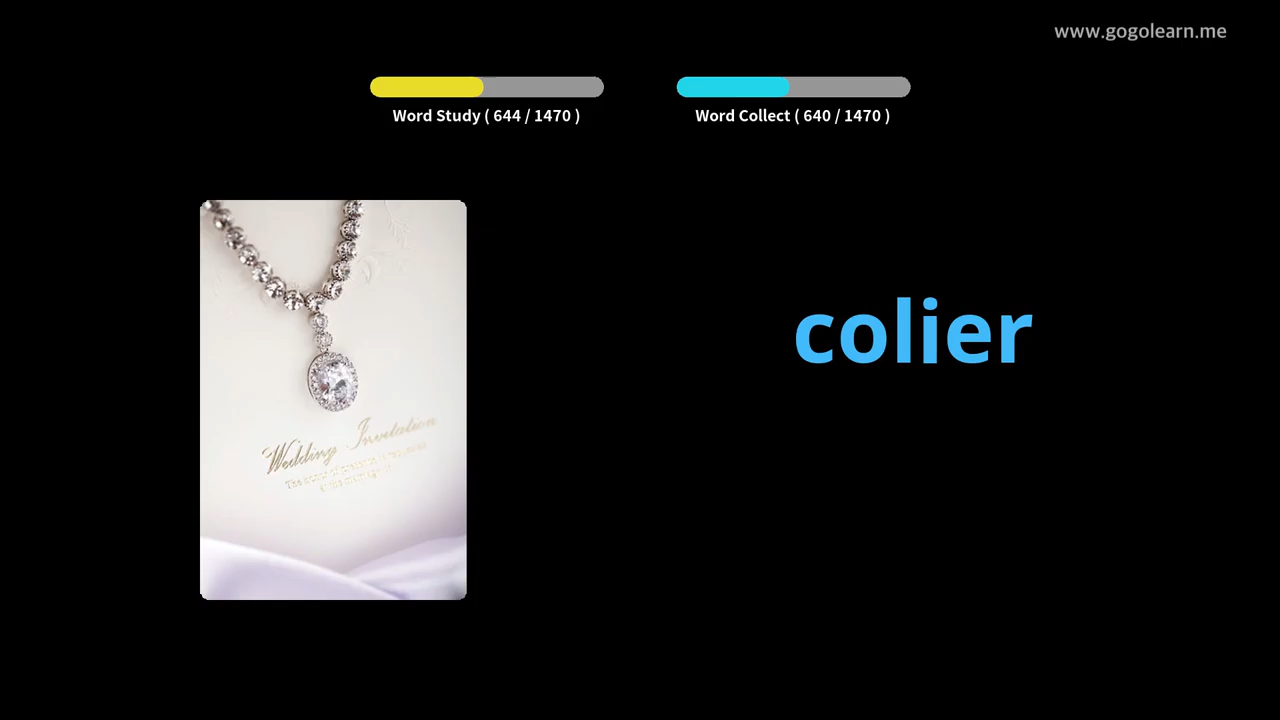 www.gogolearn.me
Word Study ( 644 / 1470 )
Word Collect ( 640 / 1470 )
colier
Wedding Invitation